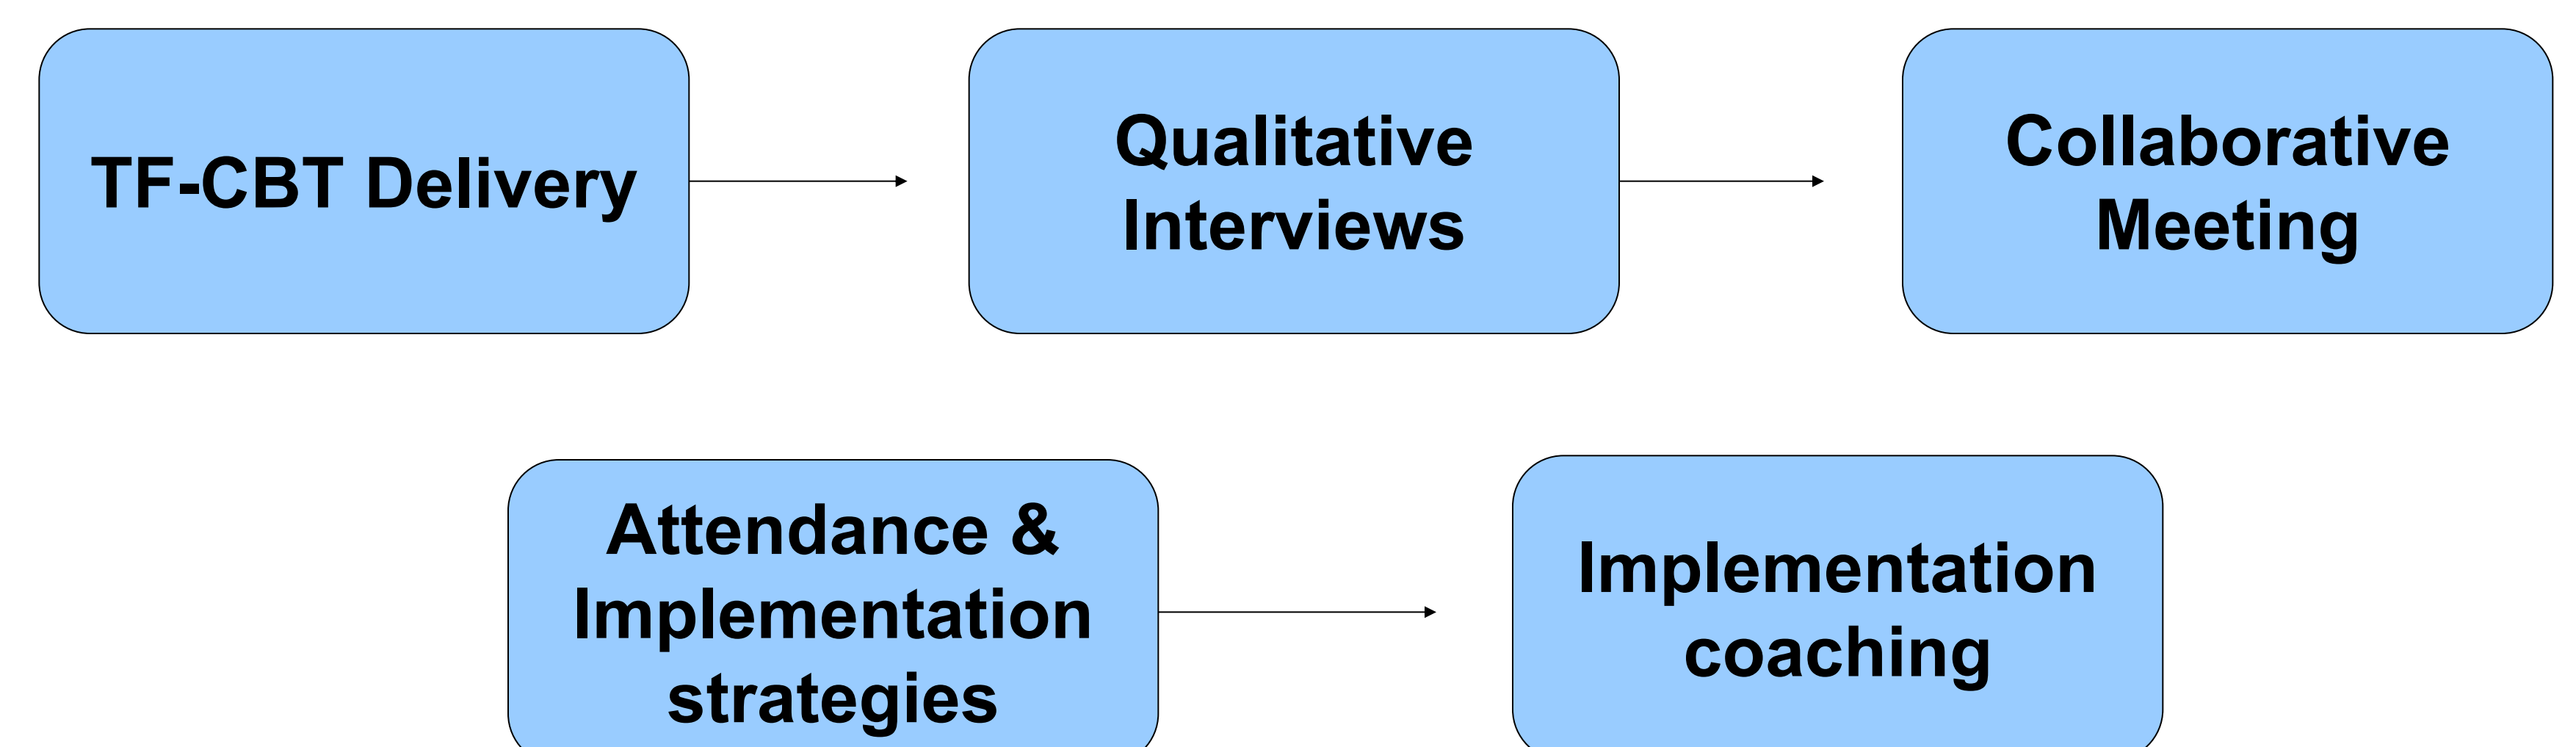 TF-CBT Delivery
Qualitative
Interviews
Collaborative
Meeting
Attendance &
Implementation
strategies
Implementation
coaching